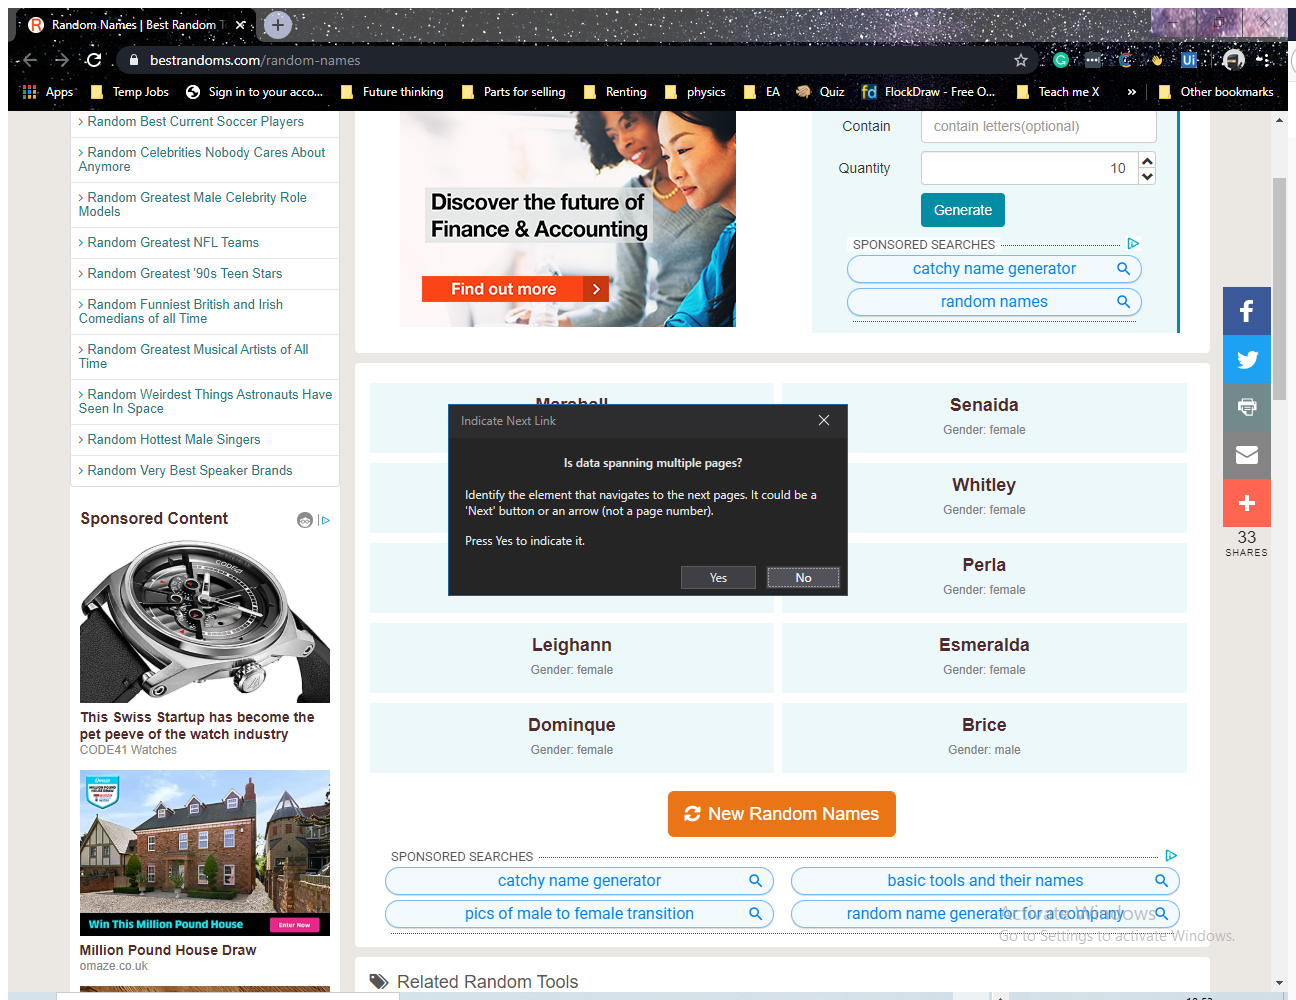 Random Names | Best Random T
bestrandoms.com/random-names
Apps
Temp Jobs
Sign in to your acco...
Future thinking
Parts for selling
Renting
physics
EA
Quiz
FlockDraw - Free O...
Teach me X
»
Other bookmarks
> Random Best Current Soccer Players
> Random Celebrities Nobody Cares About
Anymore
> Random Greatest Male Celebrity Role
Models
> Random Greatest NFL Teams
> Random Greatest '90s Teen Stars
> Random Funniest British and Irish
Comedians of all Time
> Random Greatest Musical Artists of All
Time
> Random Weirdest Things Astronauts Have
Seen In Space
> Random Hottest Male Singers
> Random Very Best Speaker Brands
Sponsored Content
This Swiss Startup has become the
pet peeve of the watch industry
CODE41 Watches
Win This Million Pound House
Enter Now
Million Pound House Draw
omaze.co.uk
Discover the future of
Finance & Accounting
Find out more
Contain
contain letters(optional)
Quantity
10
Generate
SPONSORED SEARCHES
catchy name generator
random names
Marshall
Senaida
Gender: female
Whitley
Gender: female
Perla
Gender: female
Indicate Next Link
Is data spanning multiple pages?
Identify the element that navigates to the next pages. It could be a
'Next' button or an arrow (not a page number).
Press Yes to indicate it.
Yes
No
Leighann
Gender: female
Esmeralda
Gender: female
Dominque
Gender: female
Brice
Gender: male
New Random Names
SPONSORED SEARCHES
catchy name generator
basic tools and their names
pics of male to female transition
random name generator for a company
Activate Windows
Go to Settings to activate Windows.
Related Random Tools
33
SHARES